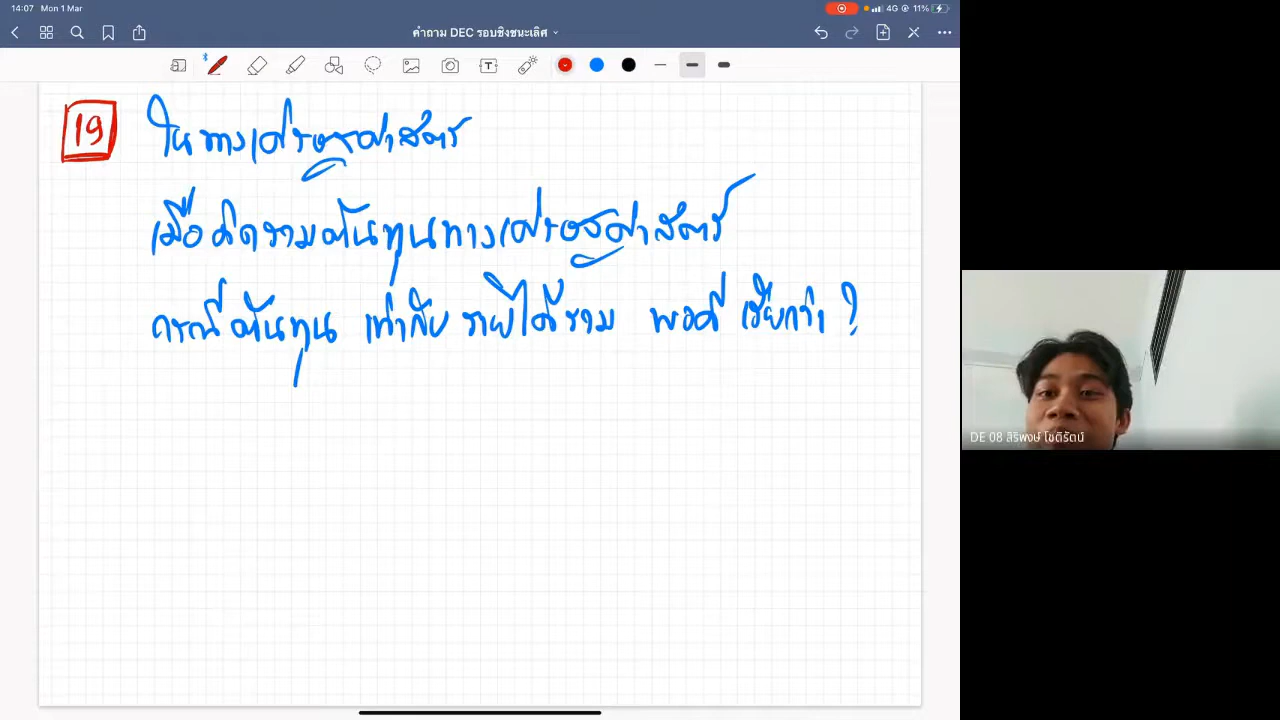 14:07 Mon 1 Mar
4G 11%
คำถาม DEC รอบชิงชนะเลิศ
T
19 ในทางเศรษฐศาสตร์
เมื่อคิดรวมต้นทุนทางเศรษฐศาสตร์
กรณีต้นทุน เท่ากับ รายได้รวม พอดี เรียกว่า ?
DE 08 สิริพงษ์ โชติรัตน์